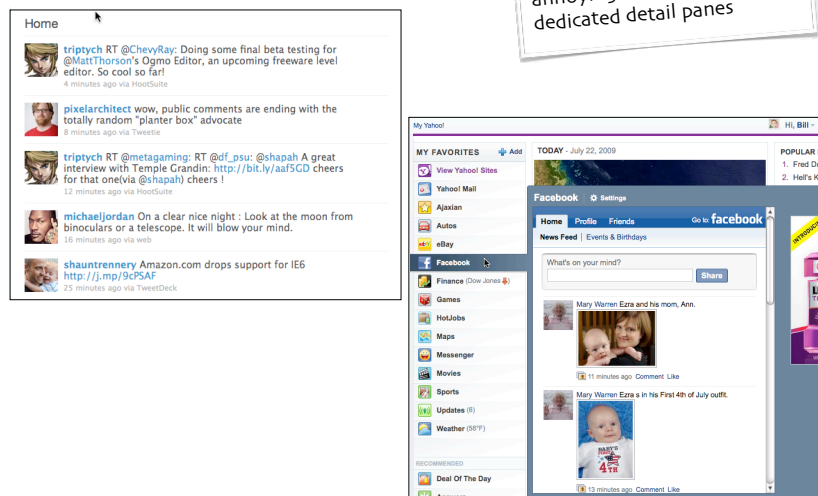 Home
triptych RT @ChevyRay: Doing some final beta testing for
@MattThorson's Ogmo Editor, an upcoming freeware level
editor. So cool so far!
4 minutes ago via HootSuite
pixelarchitect wow, public comments are ending with the
totally random "planter box" advocate
8 minutes ago via Tweetie
triptych RT @metagaming: RT @df_psu: @shapah A great
interview with Temple Grandin: http://bit.ly/aaf5GD cheers
for that one(via @shapah) cheers !
12 minutes ago via HootSuite
michaeljordan On a clear nice night : Look at the moon from
binoculars or a telescope. It will blow your mind.
16 minutes ago via web
shauntrennery Amazon.com drops support for IE6
http://j.mp/9cPSAF
25 minutes ago via TweetDeck
dedicated detail panes
My Yahoo!
Hi, Bill
MY FAVORITES
Add
View Yahoo! Sites
Yahoo! Mail
Ajaxian
Autos
eBay
Facebook
Finance (Dow Jones)
Games
HotJobs
Maps
Messenger
Movies
Sports
Updates (6)
Weather (58°F)
RECOMMENDED
Deal Of The Day
TODAY - July 22, 2009
POPULAR
1. Fred
2. Hell's
Facebook
Settings
Home Profile Friends
Go to: facebook
News Feed | Events & Birthdays
What's on your mind?
Share
Mary Warren Ezra and his mom, Ann.
11 minutes ago Comment Like
Mary Warren Ezra s in his First 4th of July outfit.
BABY'S
FIRST
4TH
13 minutes ago Comment Like